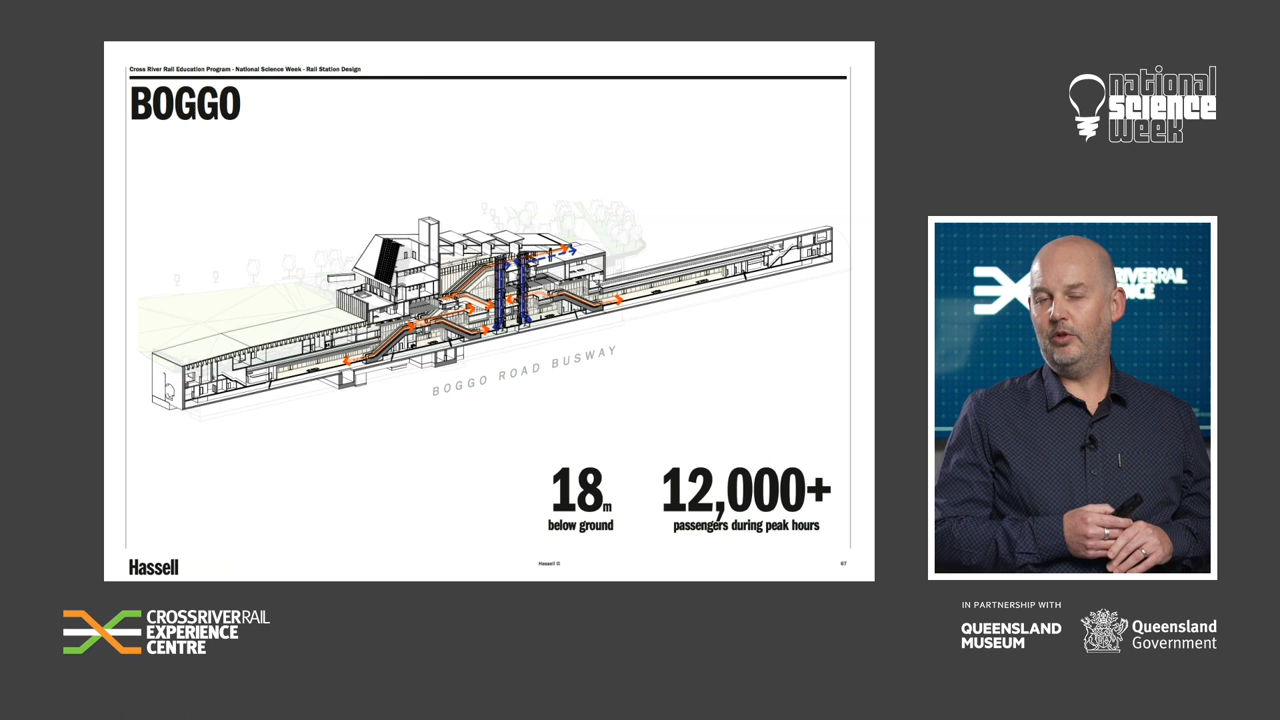 Cross River Rail Education Program - National Science Week - Rail Station Design
BOGGO
BOGGO ROAD BUSWAY
18m
below ground
12,000+
passengers during peak hours
Hassell
Hassell ©
67
national
science
week
RIVERRAIL
CROSSRIVERRAIL
EXPERIENCE
CENTRE
IN PARTNERSHIP WITH
QUEENSLAND
MUSEUM
Queensland
Government